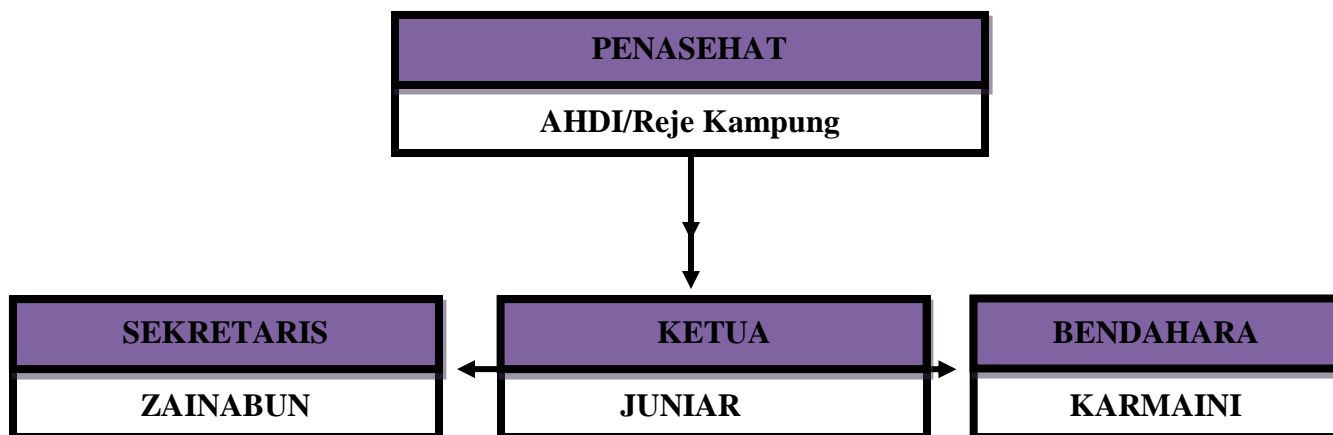 PENASEHAT
AHDI/Reje Kampung
SEKRETARIS
ZAINABUN
KETUA
JUNIAR
BENDAHARA
KARMAINI